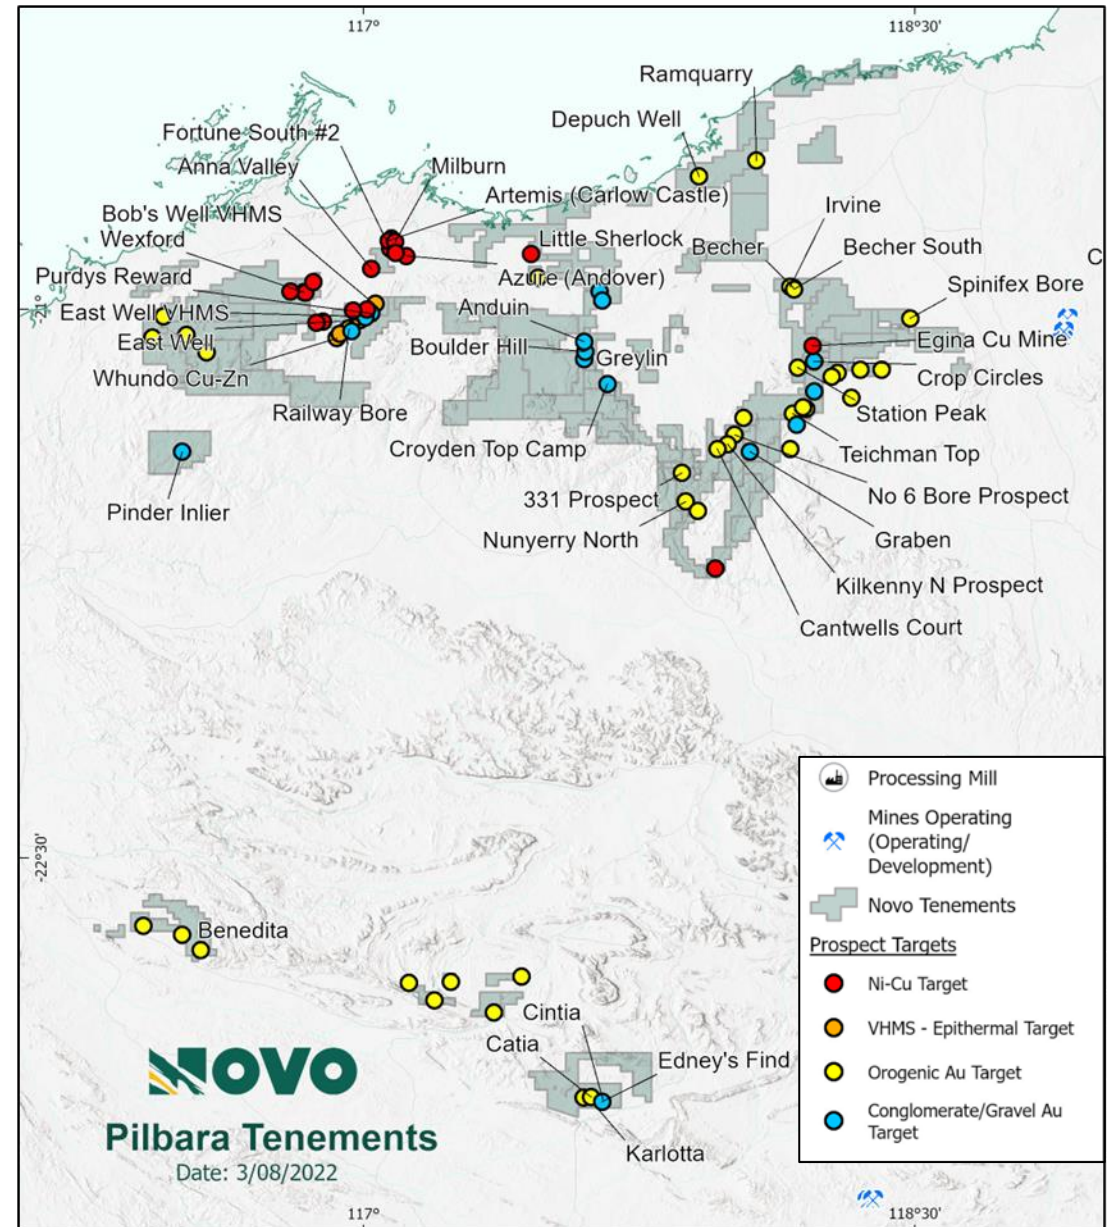 117°
118°30'
Ramquarry
Depuch Well
Fortune South #2
Anna Valley
Milburn
Artemis (Carlow Castle)
Bob's Well VHMS
Wexford
Irvine
Little Sherlock
Becher
Becher South
C
Purdys Reward
Azure (Andover)
Spinifex Bore
-21°
East Well VHMS
Anduin
East Well
Boulder Hill
Greylin
Egina Cu Mine
Whundo Cu-Zn
Crop Circles
Railway Bore
Station Peak
Croyden Top Camp
Teichman Top
331 Prospect
No 6 Bore Prospect
Pinder Inlier
Nunyerry North
Graben
Kilkenny N Prospect
Cantwells Court
-22°30'
Benedita
Cintia
Catia
Edney's Find
Karlotta
NOVO
Pilbara Tenements
Date: 3/08/2022
Processing Mill
Mines Operating
(Operating/
Development)
Novo Tenements
Prospect Targets
Ni-Cu Target
VHMS - Epithermal Target
Orogenic Au Target
Conglomerate/Gravel Au
Target
117°
118°30'